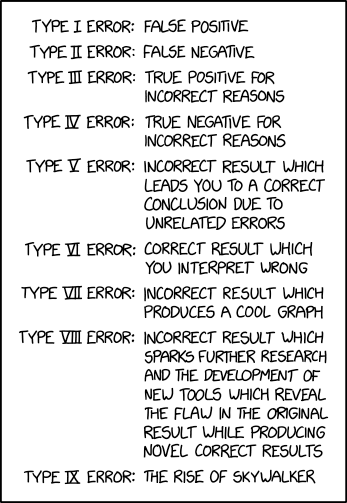 TYPE I ERROR: FALSE POSITIVE
TYPE II ERROR: FALSE NEGATIVE
TYPE III ERROR: TRUE POSITIVE FOR
INCORRECT REASONS
TYPE IV ERROR: TRUE NEGATIVE FOR
INCORRECT REASONS
TYPE V ERROR: INCORRECT RESULT WHICH
LEADS YOU TO A CORRECT
CONCLUSION DUE TO
UNRELATED ERRORS
TYPE VI ERROR: CORRECT RESULT WHICH
YOU INTERPRET WRONG
TYPE VII ERROR: INCORRECT RESULT WHICH
PRODUCES A COOL GRAPH
TYPE VIII ERROR: INCORRECT RESULT WHICH
SPARKS FURTHER RESEARCH
AND THE DEVELOPMENT OF
NEW TOOLS WHICH REVEAL
THE FLAW IN THE ORIGINAL
RESULT WHILE PRODUCING
NOVEL CORRECT RESULTS
TYPE IX ERROR: THE RISE OF SKYWALKER